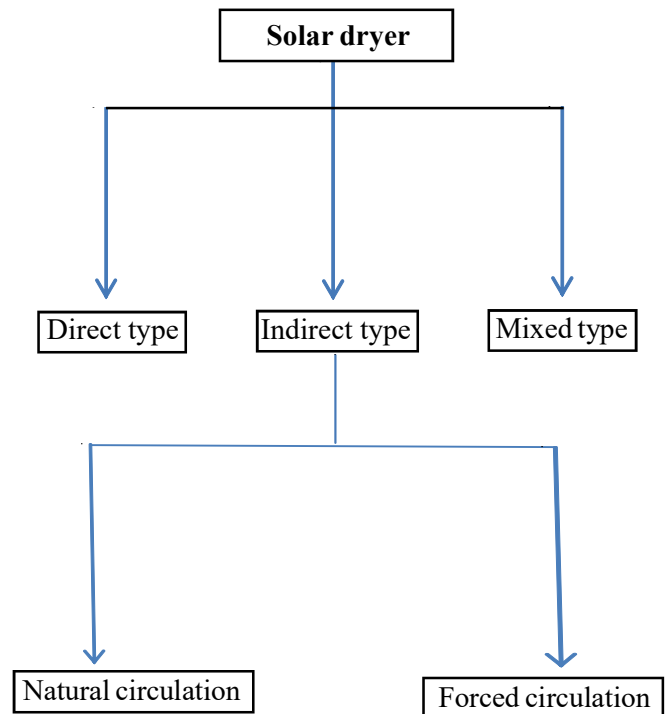 Solar dryer
Direct type
Indirect type
Mixed type
Natural circulation
Forced circulation